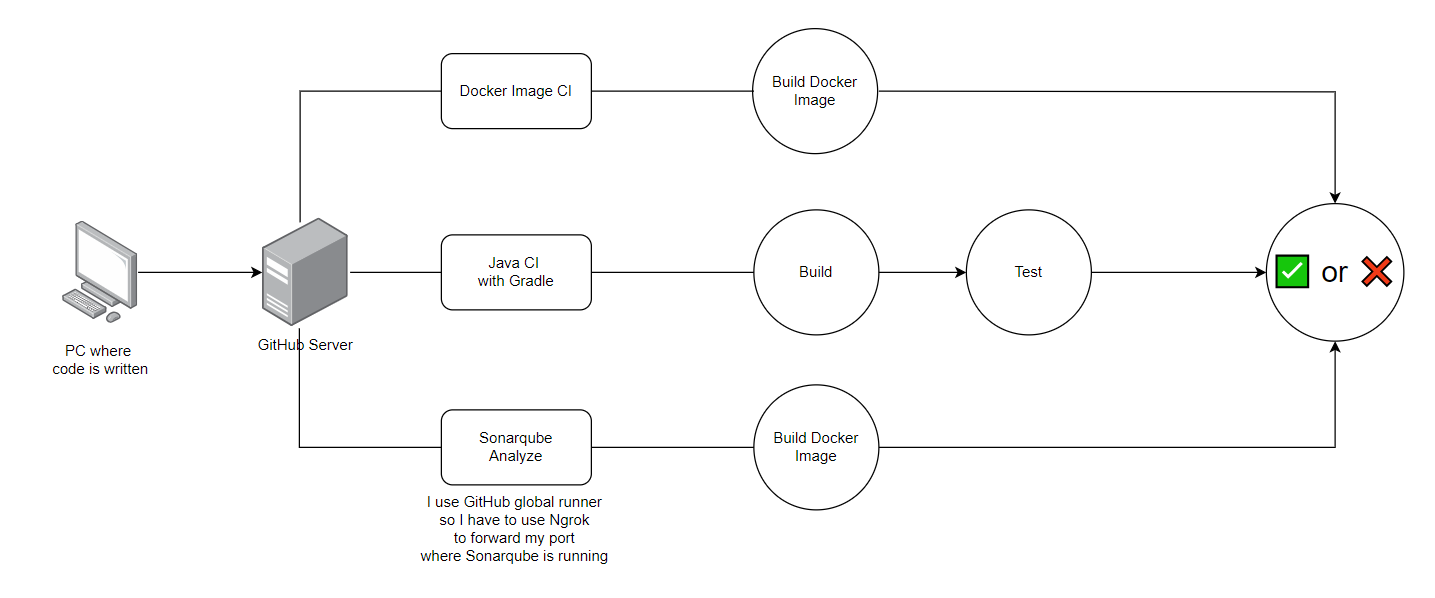 Docker Image CI
Build Docker
Image
PC where
code is written
GitHub Server
Java CI
with Gradle
Build
Test
or
Sonarqube
Analyze
I use GitHub global runner
so I have to use Ngrok
to forward my port
where Sonarqube is running
Build Docker
Image